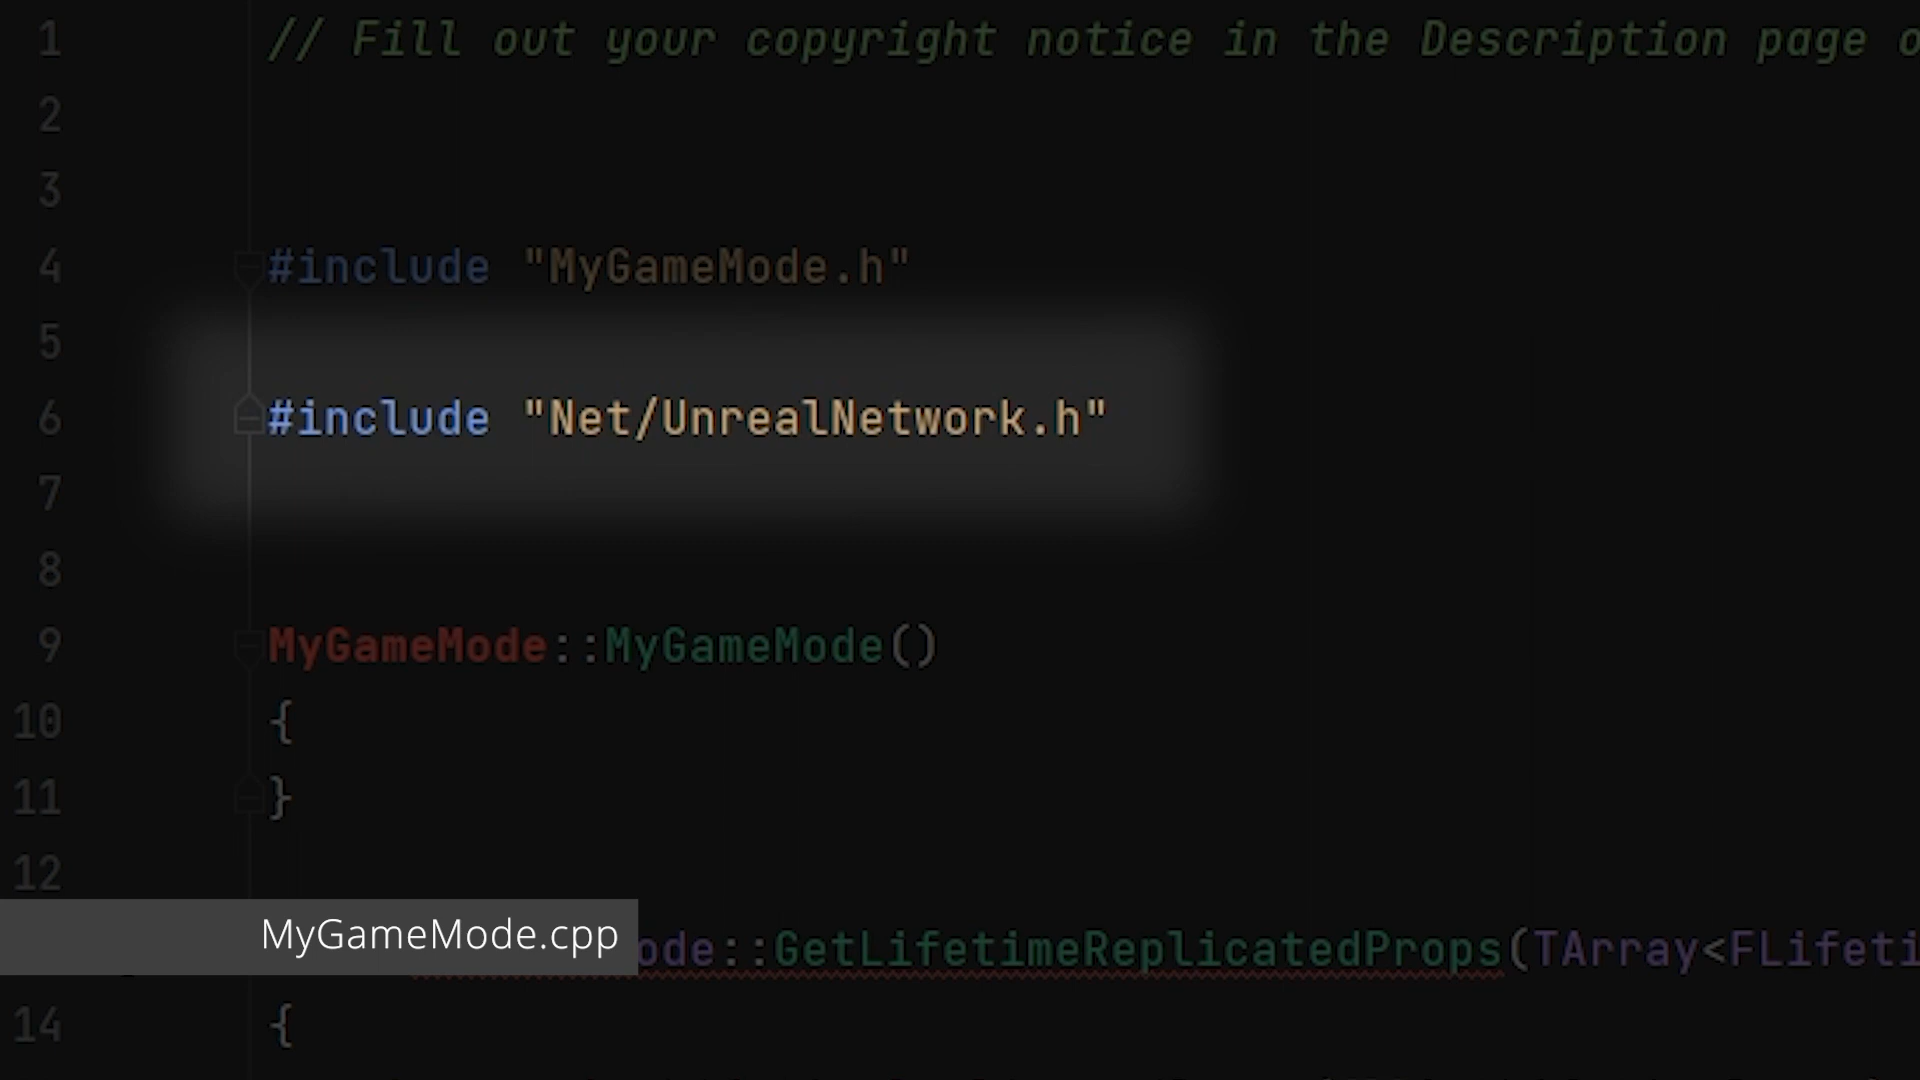 1 // Fill out your copyright notice in the Description page o
2
3
4 #include "MyGameMode.h"
5
6 #include "Net/UnrealNetwork.h"
7
8
9 MyGameMode::MyGameMode()
10 {
11 }
12
MyGameMode.cpp ode::GetLifetimeReplicatedProps(TArray<FLifeti
14 {